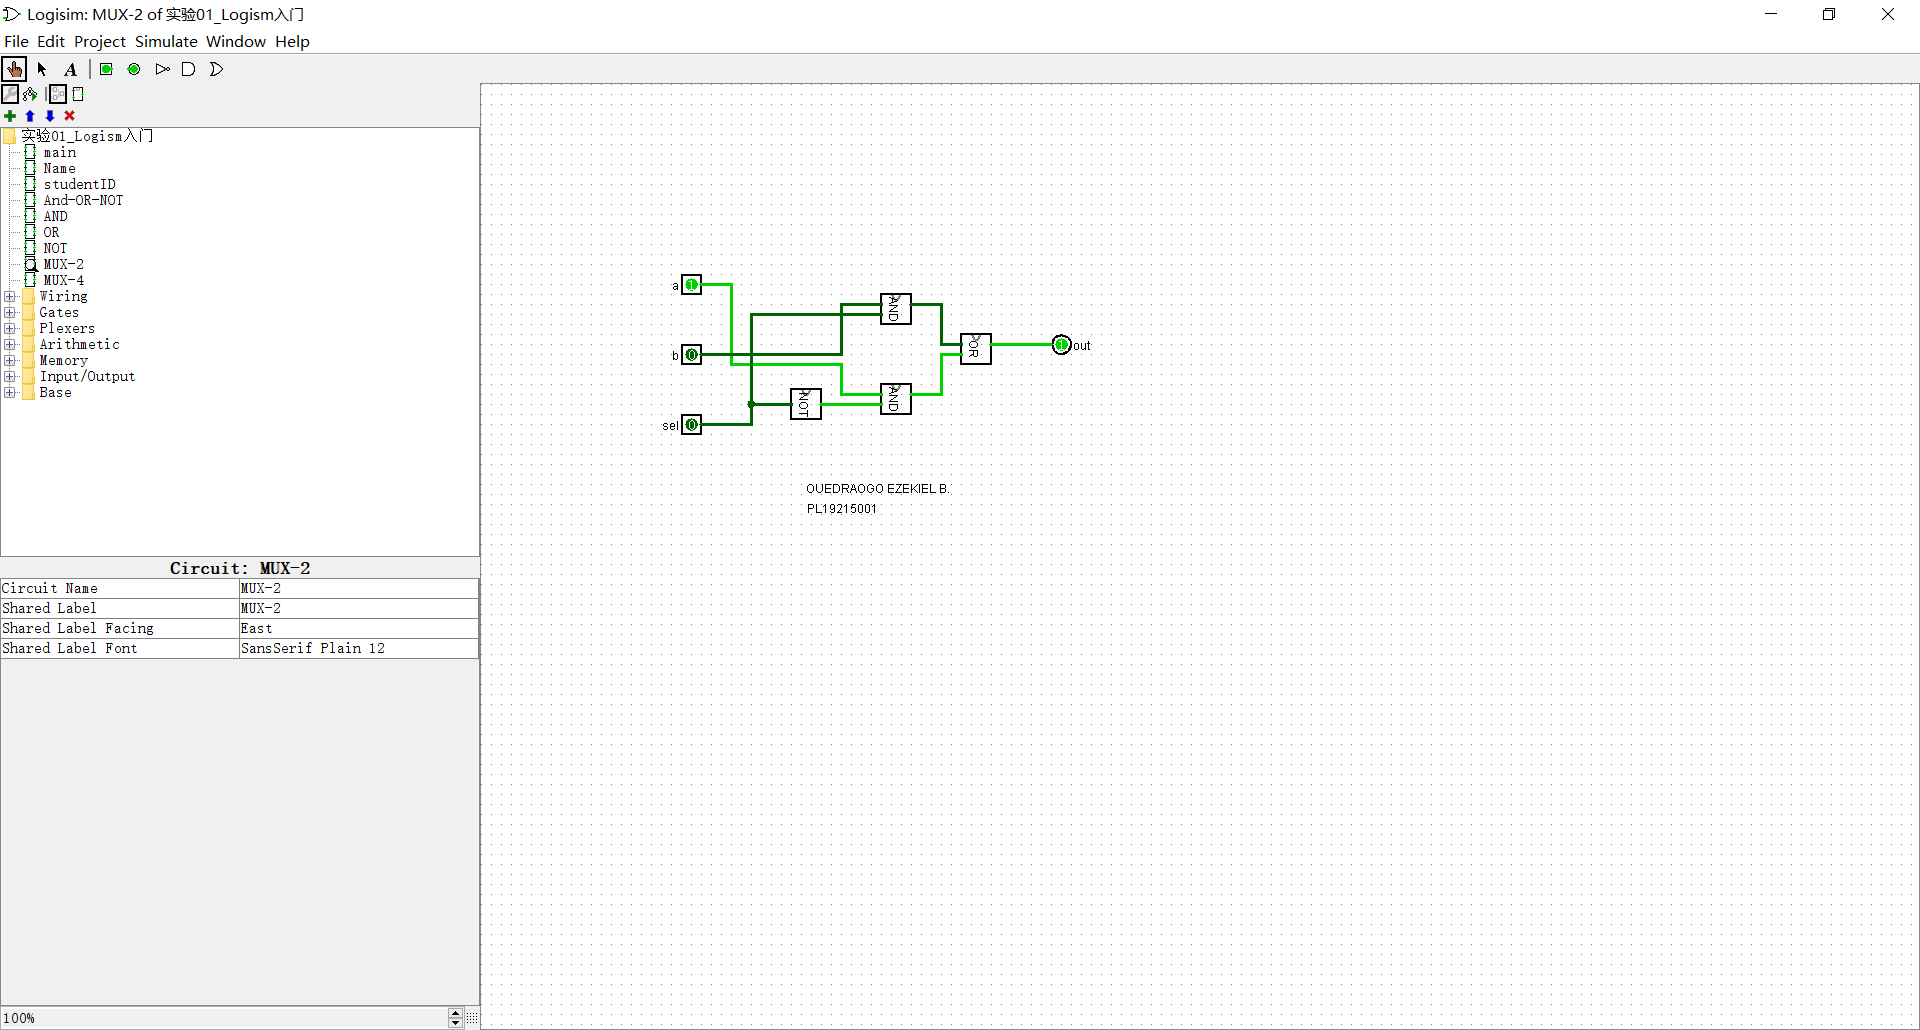 Logisim: MUX-2 of 实验01_Logism入门
File Edit Project Simulate Window Help
A
实验01_Logism入门
main
Name
studentID
And-OR-NOT
AND
OR
NOT
MUX-2
MUX-4
Wiring
Gates
Plexers
Arithmetic
Memory
Input/Output
Base
Circuit: MUX-2
Circuit Name MUX-2
Shared Label MUX-2
Shared Label Facing East
Shared Label Font SansSerif Plain 12
100%
a 1
AND
b 0
OR
1 out
NOT
AND
sel 0
OUEDRAOGO EZEKIEL B.
PL19215001